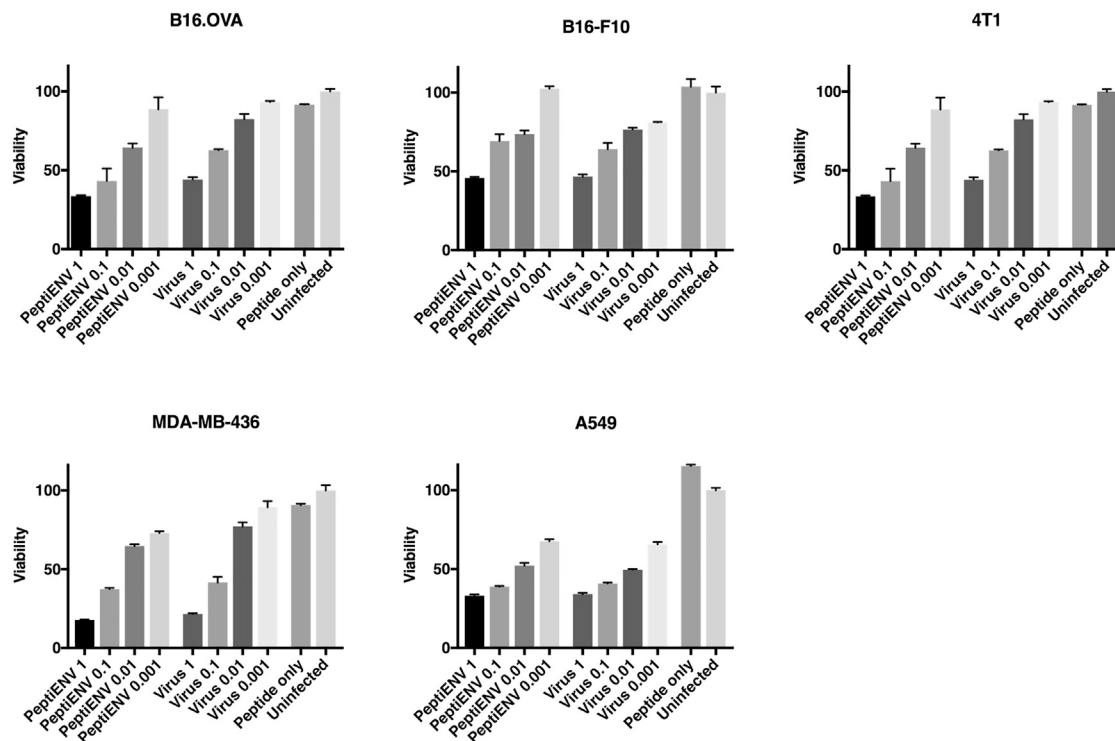 B16.OVA
Viability
100
50
0
PeptiENV 1
PeptiENV 0.1
PeptiENV 0.01
PeptiENV 0.001
Virus 1
Virus 0.1
Virus 0.01
Virus 0.001
Peptide only
Uninfected
B16-F10
Viability
100
50
0
PeptiENV 1
PeptiENV 0.1
PeptiENV 0.01
PeptiENV 0.001
Virus 1
Virus 0.1
Virus 0.01
Virus 0.001
Peptide only
Uninfected
4T1
Viability
100
50
0
PeptiENV 1
PeptiENV 0.1
PeptiENV 0.01
PeptiENV 0.001
Virus 1
Virus 0.1
Virus 0.01
Virus 0.001
Peptide only
Uninfected
MDA-MB-436
Viability
100
50
0
PeptiENV 1
PeptiENV 0.1
PeptiENV 0.01
PeptiENV 0.001
Virus 1
Virus 0.1
Virus 0.01
Virus 0.001
Peptide only
Uninfected
A549
Viability
100
50
0
PeptiENV 1
PeptiENV 0.1
PeptiENV 0.01
PeptiENV 0.001
Virus 1
Virus 0.1
Virus 0.01
Virus 0.001
Peptide only
Uninfected